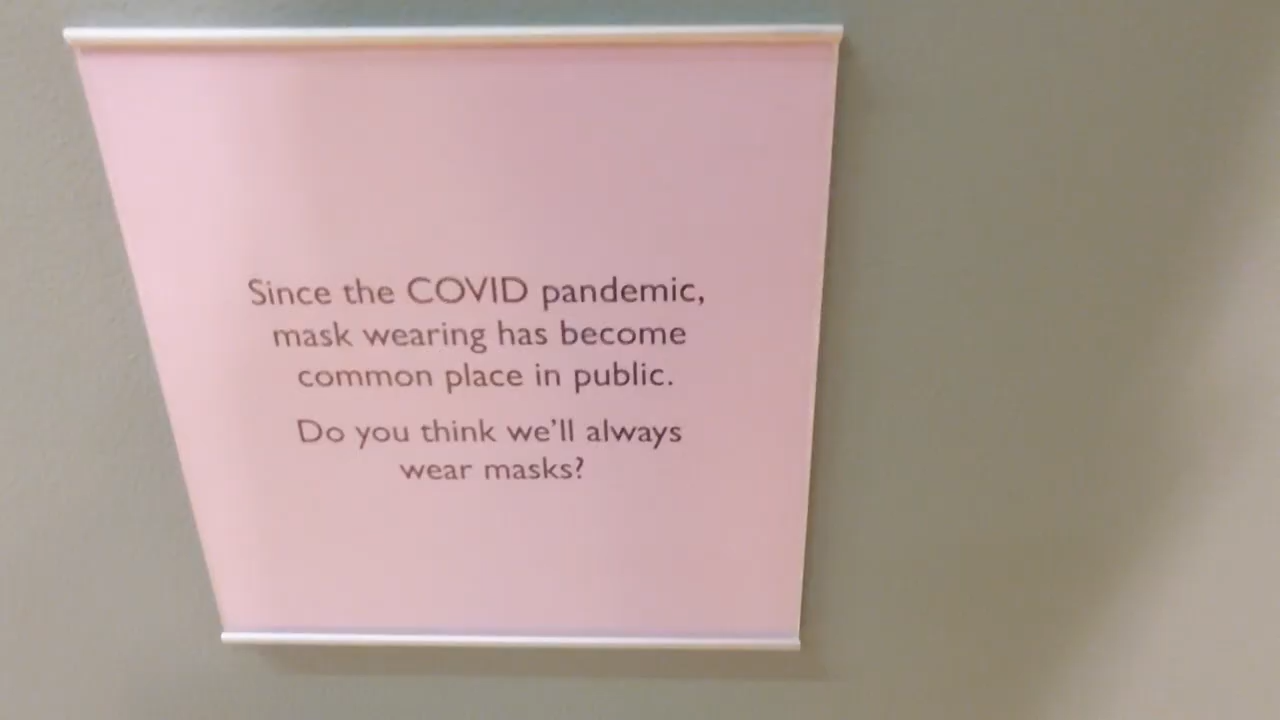 Since the COVID pandemic,
mask wearing has become
common place in public.
Do you think we'll always
wear masks?